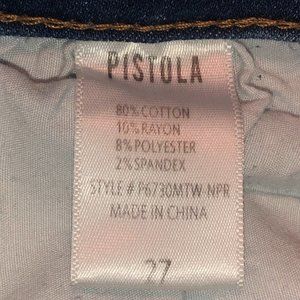 PISTOLA
80% COTTON
10% RAYON
8% POLYESTER
2% SPANDEX
STYLE # P6730MTW-NPR
MADE IN CHINA
27